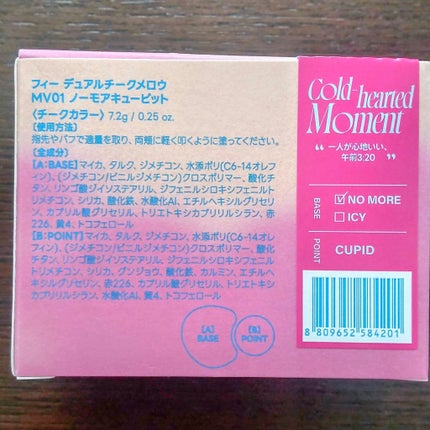 フィー デュアルチークメロウ
MV01 ノーモアキューピット
〈チークカラー〉 7.2g / 0.25 oz.
〔使用方法〕
指先やパフで適量を取り、両頬に軽く叩くように塗ってください。
〔全成分〕
[A:BASE]マイカ、タルク、ジメチコン、水添ポリ(C6-14オレフ
ィン)、(ジメチコン/ビニルジメチコン)クロスポリマー、酸化チ
タン、リンゴ酸ジイソステアリル、ジフェニルシロキシフェニルト
リメチコン、シリカ、酸化鉄、水酸化Al、エチルヘキシルグリセリ
ン、カプリル酸グリセリル、トリエトキシカプリリルシラン、赤
226、黄4、トコフェロール
[B:POINT]マイカ、タルク、ジメチコン、水添ポリ(C6-14オレ
フィン)、(ジメチコン/ビニルジメチコン)クロスポリマー、酸化
チタン、リンゴ酸ジイソステアリル、ジフェニルシロキシフェニル
トリメチコン、シリカ、グンジョウ、酸化鉄、カルミン、エチルヘ
キシルグリセリン、赤226、カプリル酸グリセリル、トリエトキシ
カプリリルシラン、水酸化Al、黄4、トコフェロール
[A]
BASE
[B]
POINT
Cold-hearted
Moment
“ 一人が心地いい、
午前3:20 ”
BASE
NO MORE
ICY
POINT
CUPID
8 809652 584201